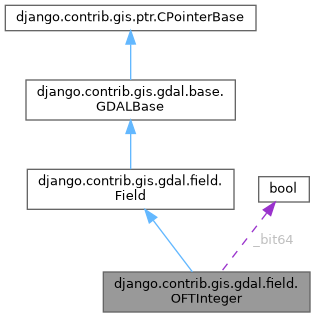 django.contrib.gis.ptr.CPointerBase
django.contrib.gis.gdal.base.
GDALBase
django.contrib.gis.gdal.field.
Field
bool
_bit64
django.contrib.gis.gdal.field.
OFTInteger